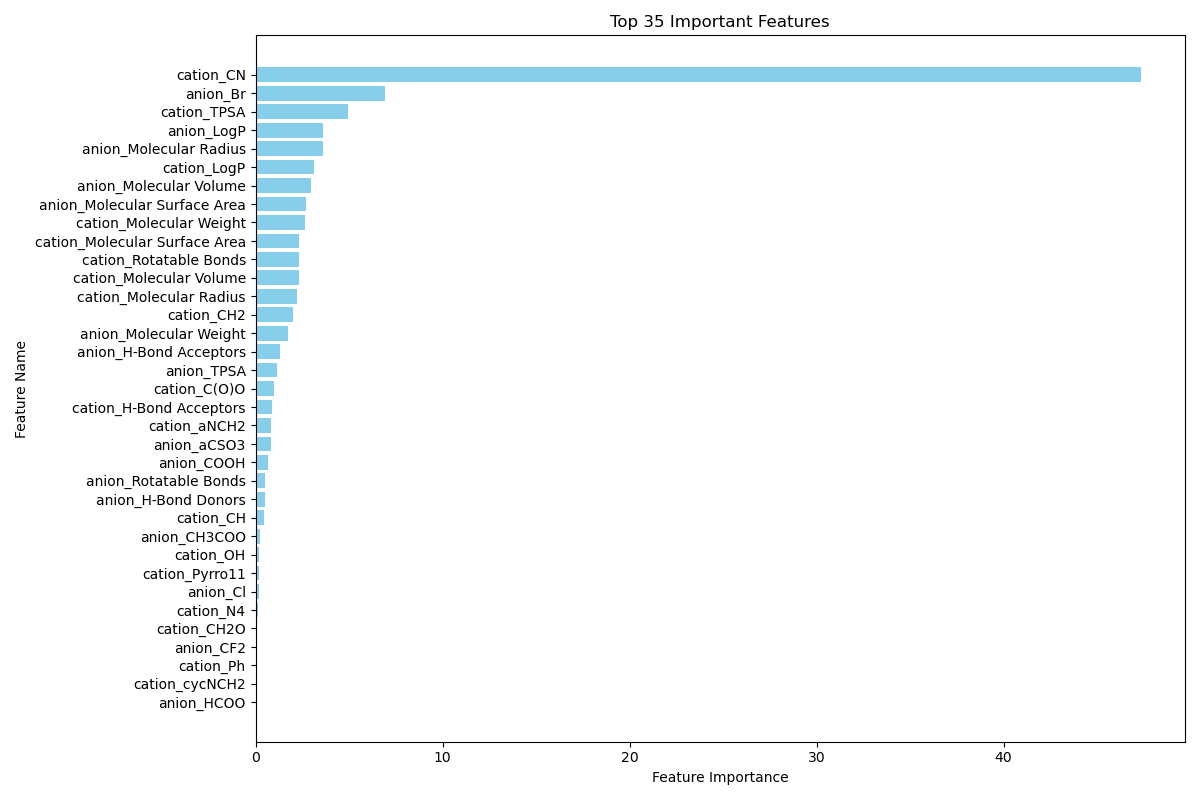 Top 35 Important Features
Feature Name
cation_CN
anion_Br
cation_TPSA
anion_LogP
anion_Molecular Radius
cation_LogP
anion_Molecular Volume
anion_Molecular Surface Area
cation_Molecular Weight
cation_Molecular Surface Area
cation_Rotatable Bonds
cation_Molecular Volume
cation_Molecular Radius
cation_CH2
anion_Molecular Weight
anion_H-Bond Acceptors
anion_TPSA
cation_C(O)O
cation_H-Bond Acceptors
cation_aNCH2
anion_aCSO3
anion_COOH
anion_Rotatable Bonds
anion_H-Bond Donors
cation_CH
anion_CH3COO
cation_OH
cation_Pyrro11
anion_Cl
cation_N4
cation_CH2O
anion_CF2
cation_Ph
cation_cycNCH2
anion_HCOO
0 10 20 30 40
Feature Importance